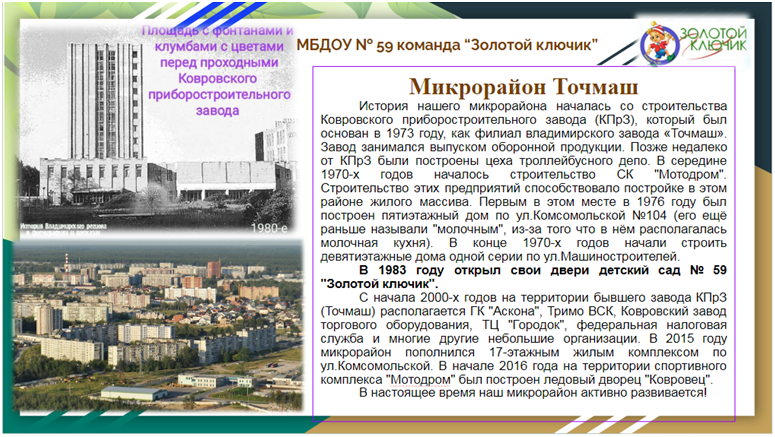 Площадь с фонтанами и
клумбами с цветами
перед проходными
Ковровского
приборостроительного
завода
МБДОУ № 59 команда “Золотой ключик”
ЗОЛОТОЙ
КЛЮЧИК
Микрорайон Точмаш
История нашего микрорайона началась со строительства
Ковровского приборостроительного завода (КПрЗ), который был
основан в 1973 году, как филиал владимирского завода «Точмаш».
Завод занимался выпуском оборонной продукции. Позже недалеко
от КПрЗ были построены цеха троллейбусного депо. В середине
1970-х годов началось строительство СК "Мотодром".
Строительство этих предприятий способствовало постройке в этом
районе жилого массива. Первым в этом месте в 1976 году был
построен пятиэтажный дом по ул.Комсомольской №104 (его ещё
раньше называли "молочным", из-за того что в нём располагалась
молочная кухня). В конце 1970-х годов начали строить
девятиэтажные дома одной серии по ул.Машиностроителей.
В 1983 году открыл свои двери детский сад № 59
"Золотой ключик".
С начала 2000-х годов на территории бывшего завода КПрЗ
(Точмаш) располагается ГК "Аскона", Тримо ВСК, Ковровский завод
торгового оборудования, ТЦ "Городок", федеральная налоговая
служба и многие другие небольшие организации. В 2015 году
микрорайон пополнился 17-этажным жилым комплексом по
ул.Комсомольской. В начале 2016 года на территории спортивного
комплекса "Мотодром" был построен ледовый дворец "Ковровец".
В настоящее время наш микрорайон активно развивается!
История Владимирского региона
1980-е